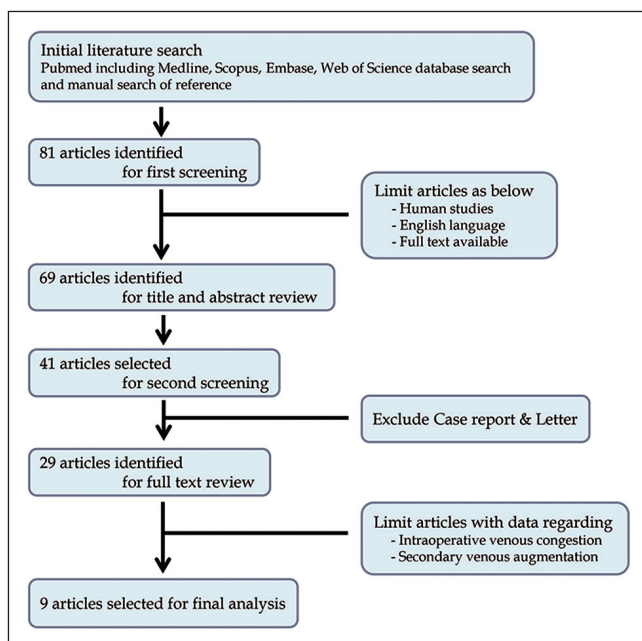 Initial literature search
Pubmed including Medline, Scopus, Embase, Web of Science database search
and manual search of reference
81 articles identified
for first screening
Limit articles as below
- Human studies
- English language
- Full text available
69 articles identified
for title and abstract review
41 articles selected
for second screening
Exclude Case report & Letter
29 articles identified
for full text review
Limit articles with data regarding
- Intraoperative venous congestion
- Secondary venous augmentation
9 articles selected for final analysis